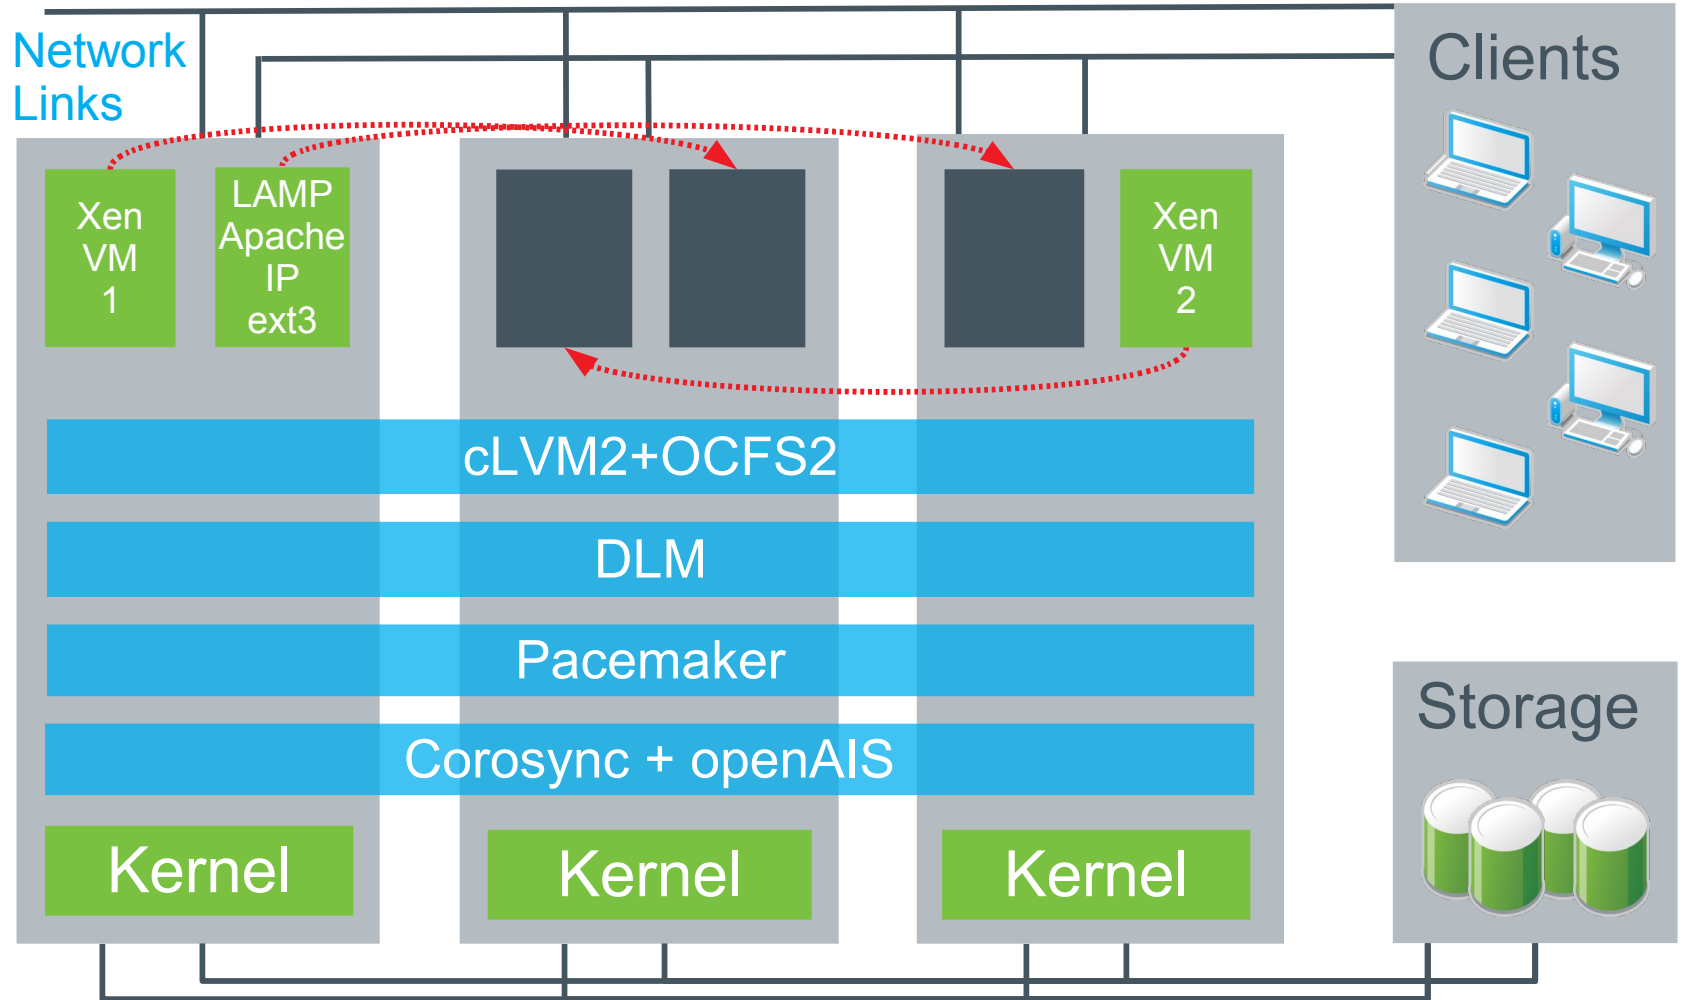 Network
Links
Clients
Xen
VM
1
LAMP
Apache
IP
ext3
Xen
VM
2
cLVM2+OCFS2
DLM
Pacemaker
Corosync + openAIS
Storage
Kernel
Kernel
Kernel